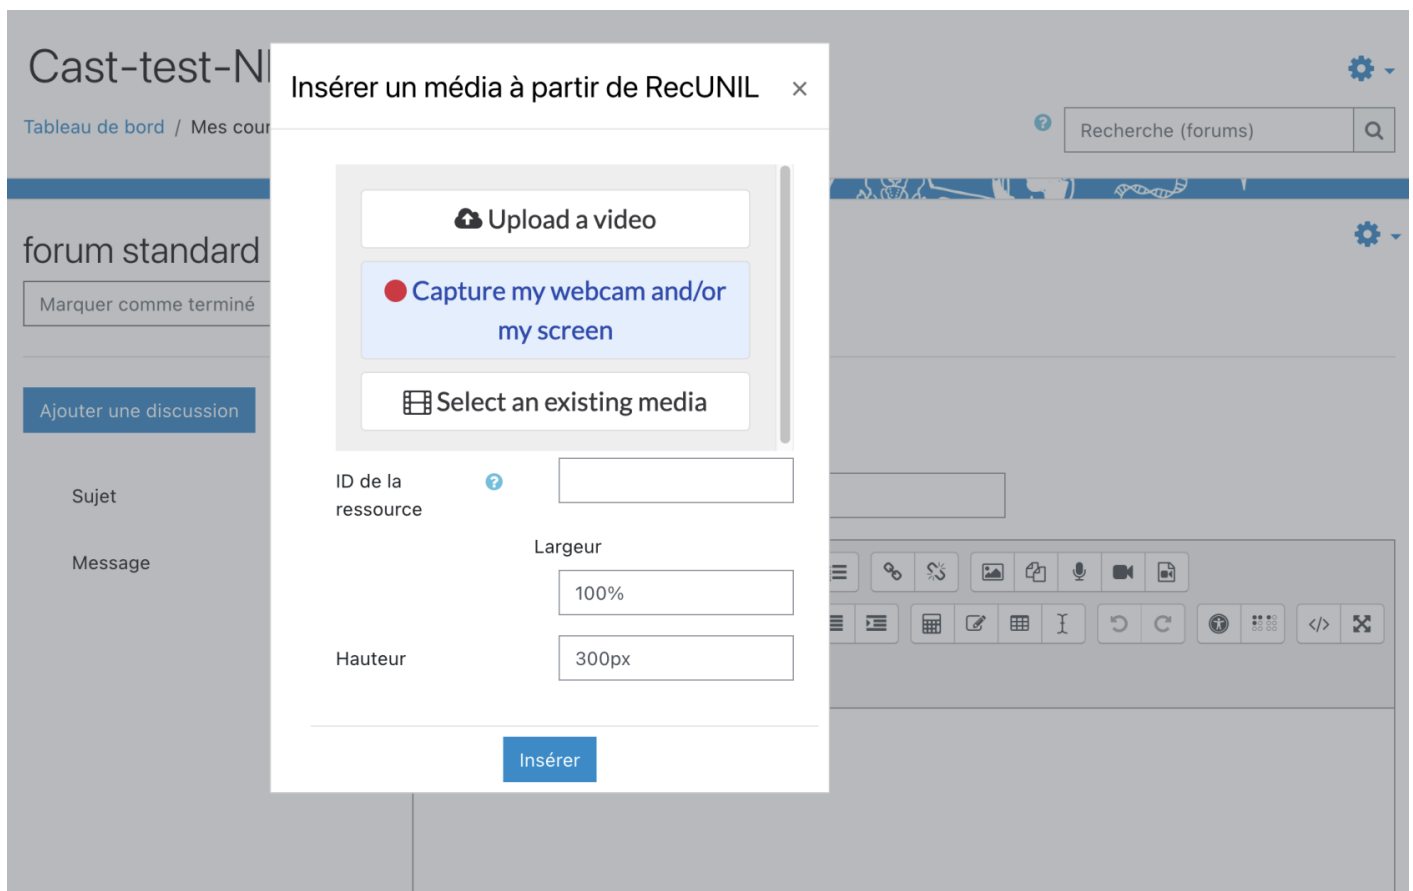 Cast-test-N
Insérer un média à partir de RecUNIL ×
Tableau de bord / Mes cour
? Recherche (forums)
Upload a video
forum standard
Capture my webcam and/or
my screen
Marquer comme terminé
Select an existing media
Ajouter une discussion
ID de la
ressource
?
Sujet
Largeur
Message
100%
</>
Hauteur
300px
Insérer